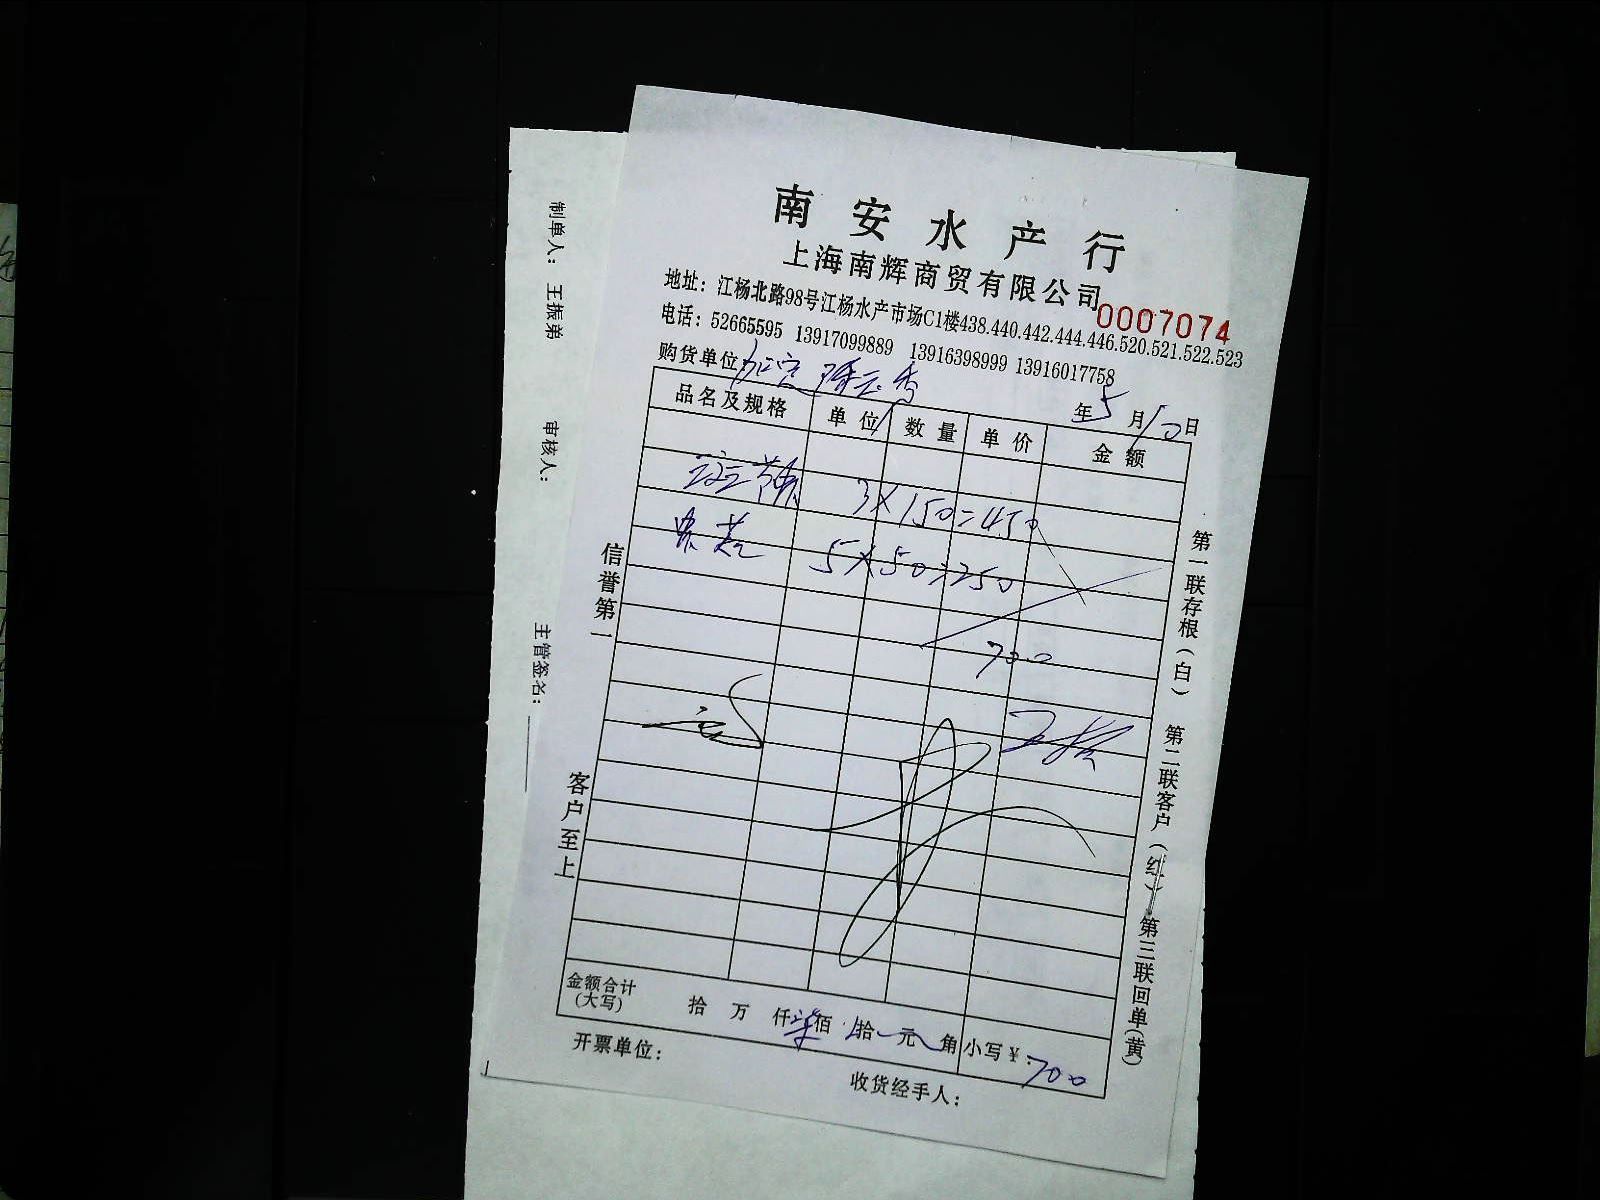 南安水产行
上海南辉商贸有限公司
0007074
地址：江杨北路98号江杨水产市场C1楼438.440.442.444.446.520.521.522.523
电话：52665595 13917099889 13916398999 13916017758
购货单位
年5月10日
品名及规格 单位 数量 单价 金额
3×150=450
5×50=250
700
金额合计(大写) 拾 万 仟柒佰 拾 元 角 小写￥：700
开票单位：
收货经手人：
信誉第一
客户至上
第一联存根（白） 第二联客户（红） 第三联回单(黄)
制单人： 王振弟
审核人：
主管签名：